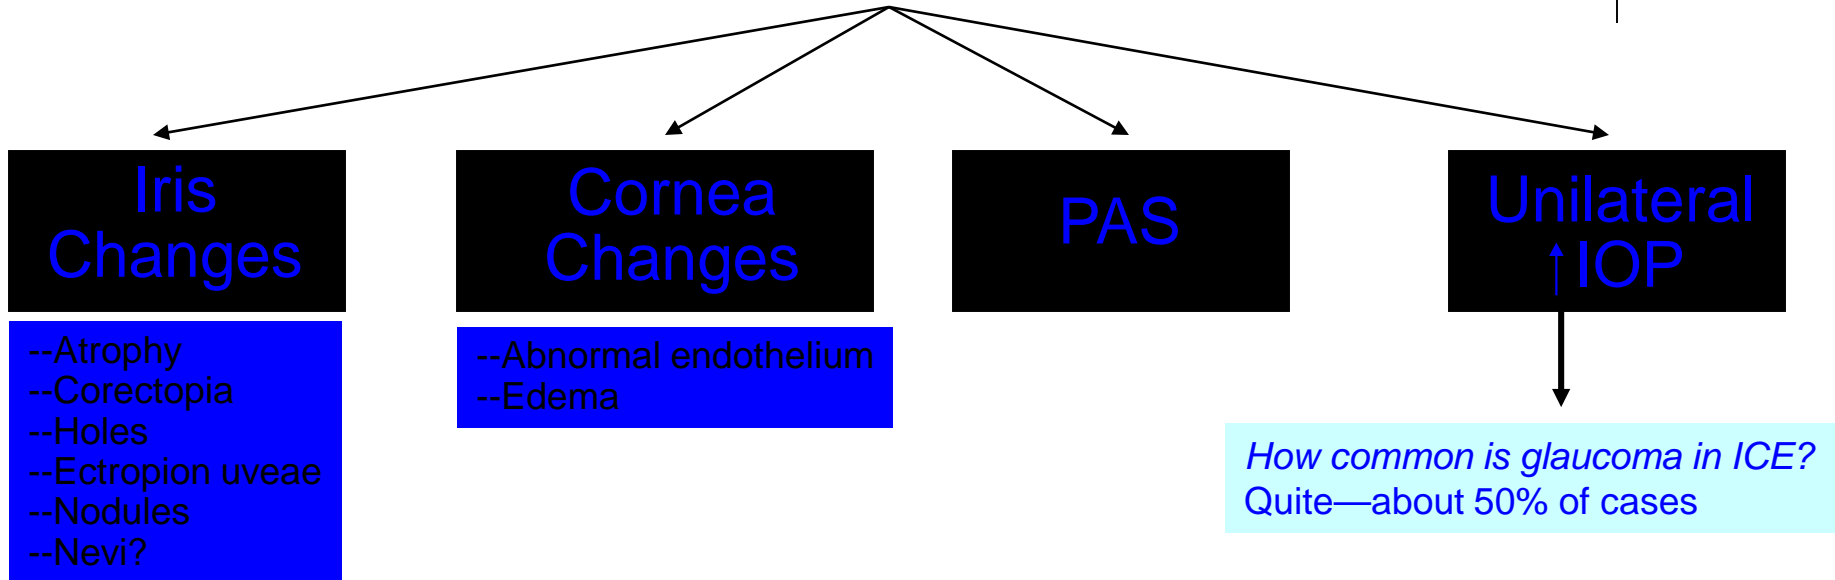 Iris
Changes
Cornea
Changes
PAS
Unilateral
↑ IOP
--Atrophy
--Corectopia
--Holes
--Ectropion uveae
--Nodules
--Nevi?
--Abnormal endothelium
--Edema
How common is glaucoma in ICE?
Quite—about 50% of cases